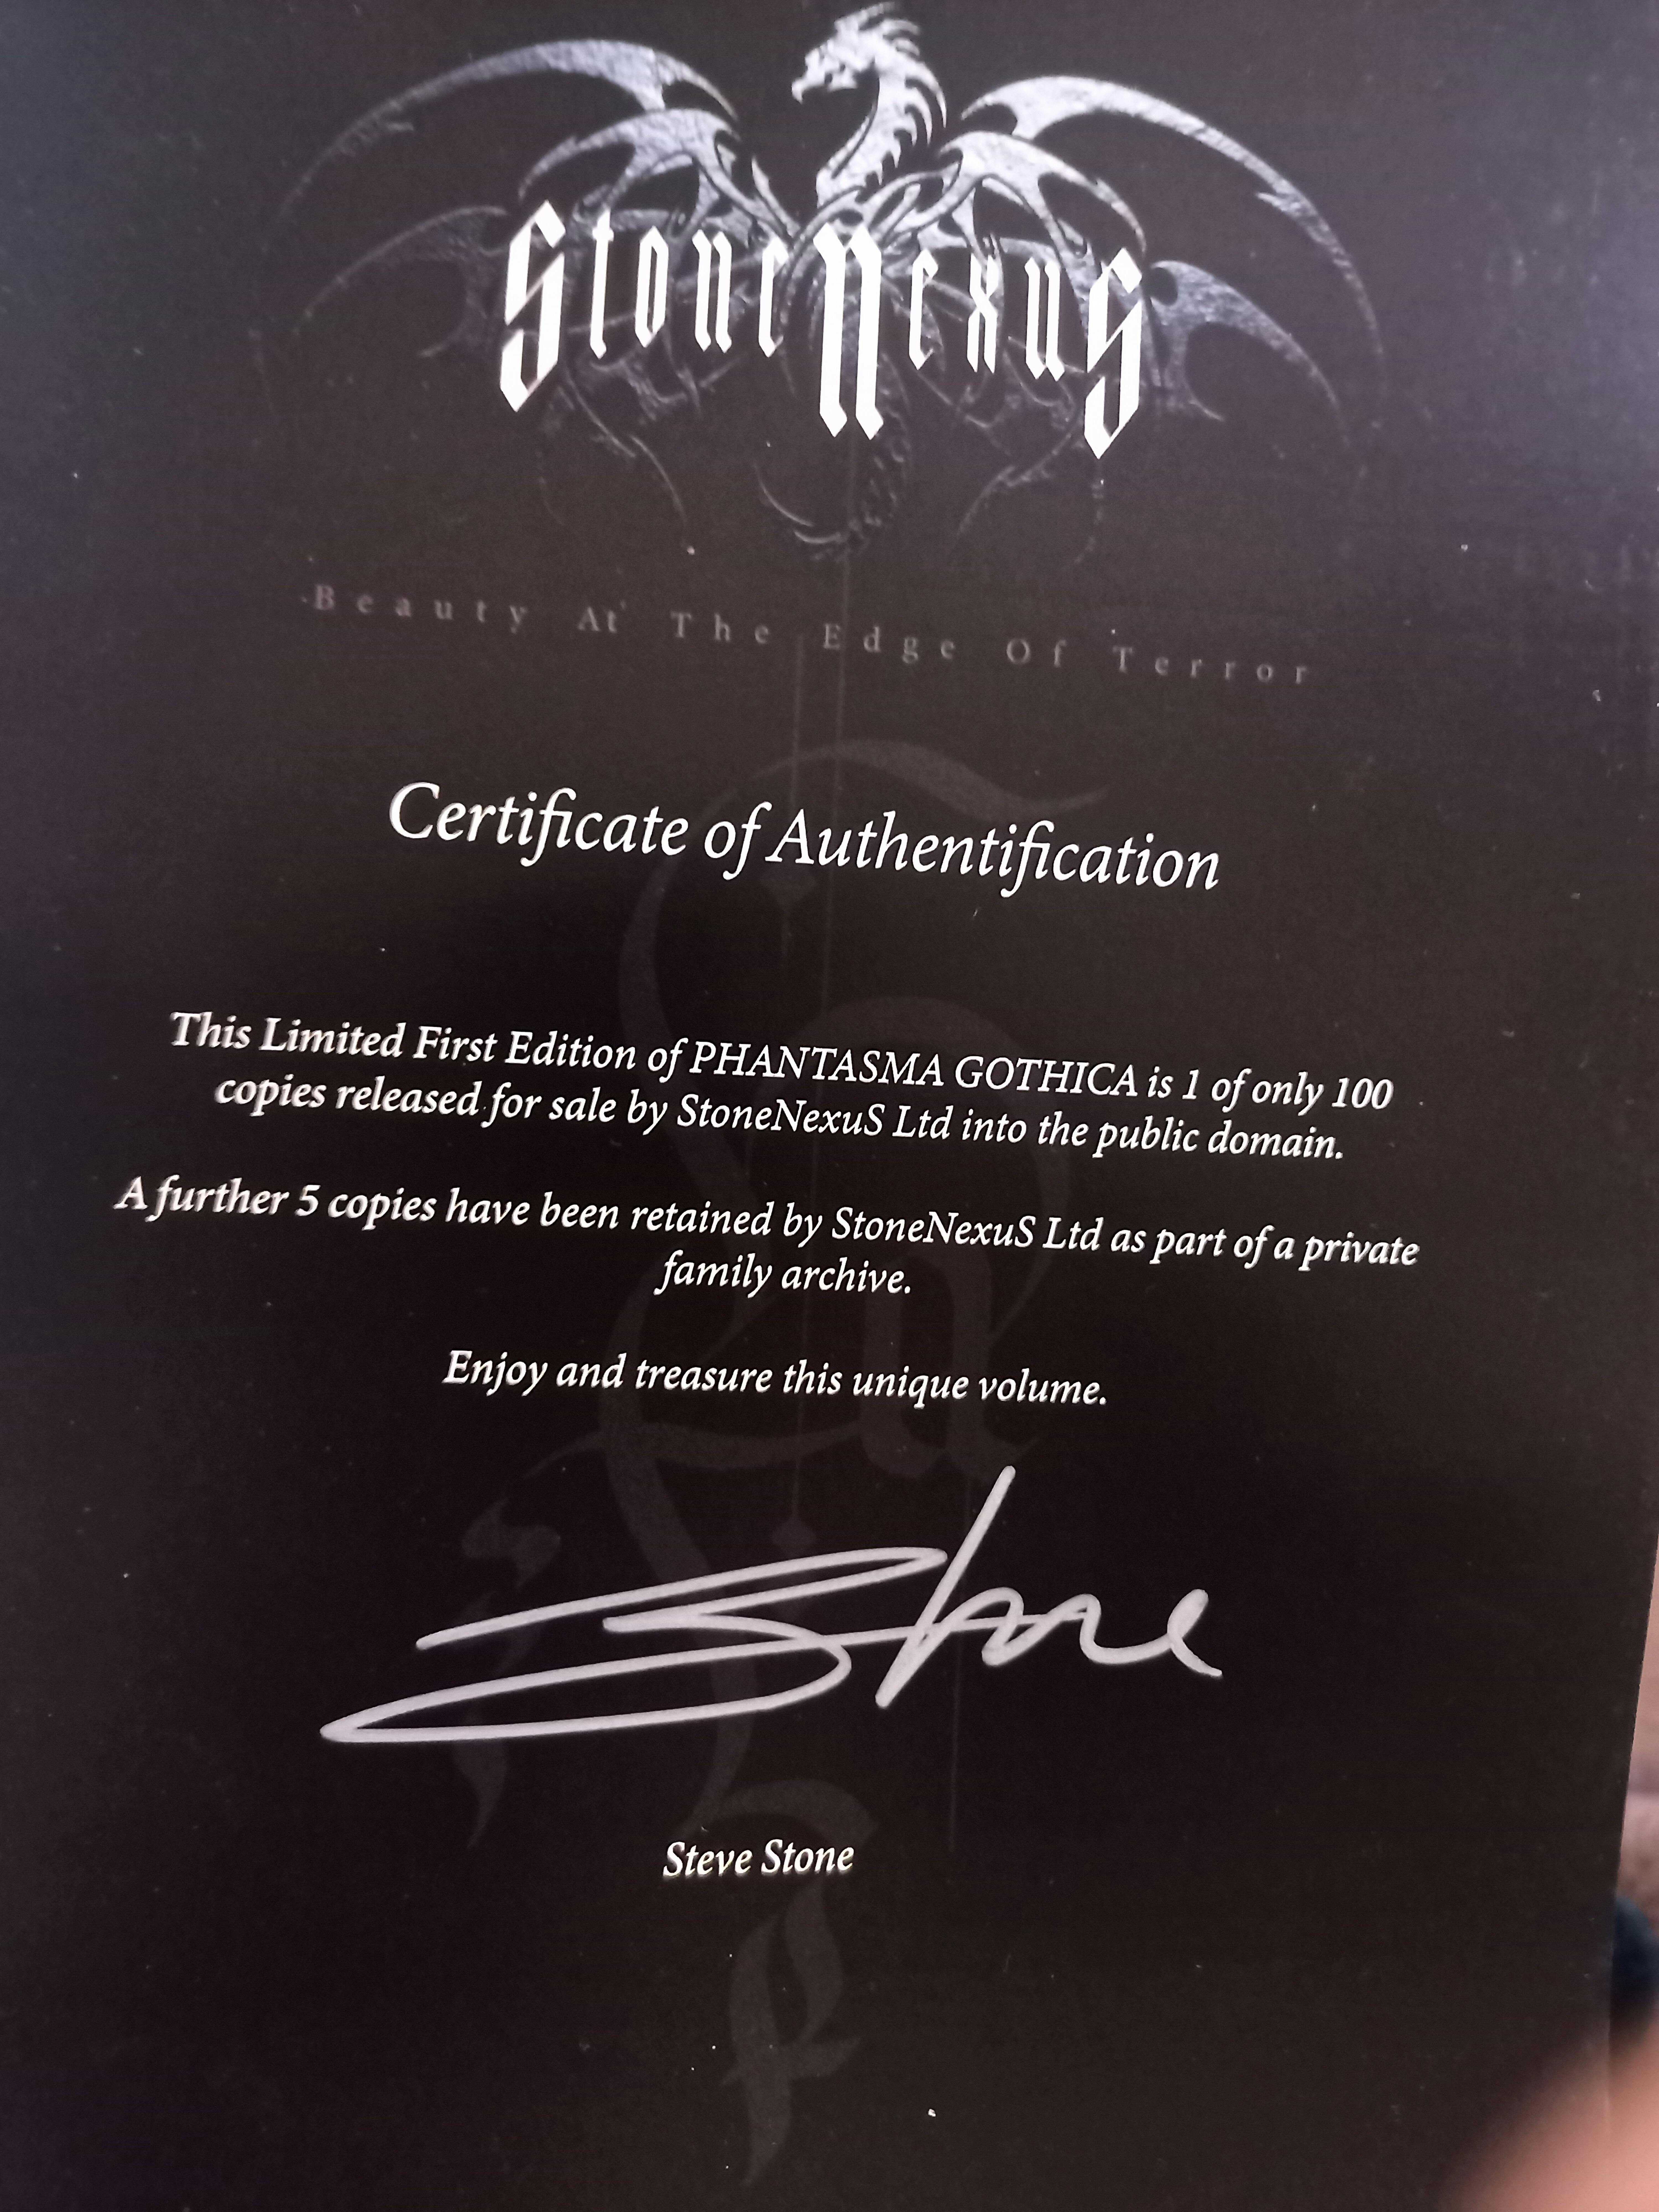 StoneNexuS
Beauty At The Edge Of Terror
Certificate of Authentification
This Limited First Edition of PHANTASMA GOTHICA is 1 of only 100
copies released for sale by StoneNexuS Ltd into the public domain.
A further 5 copies have been retained by StoneNexuS Ltd as part of a private
family archive.
Enjoy and treasure this unique volume.
Stone
Steve Stone